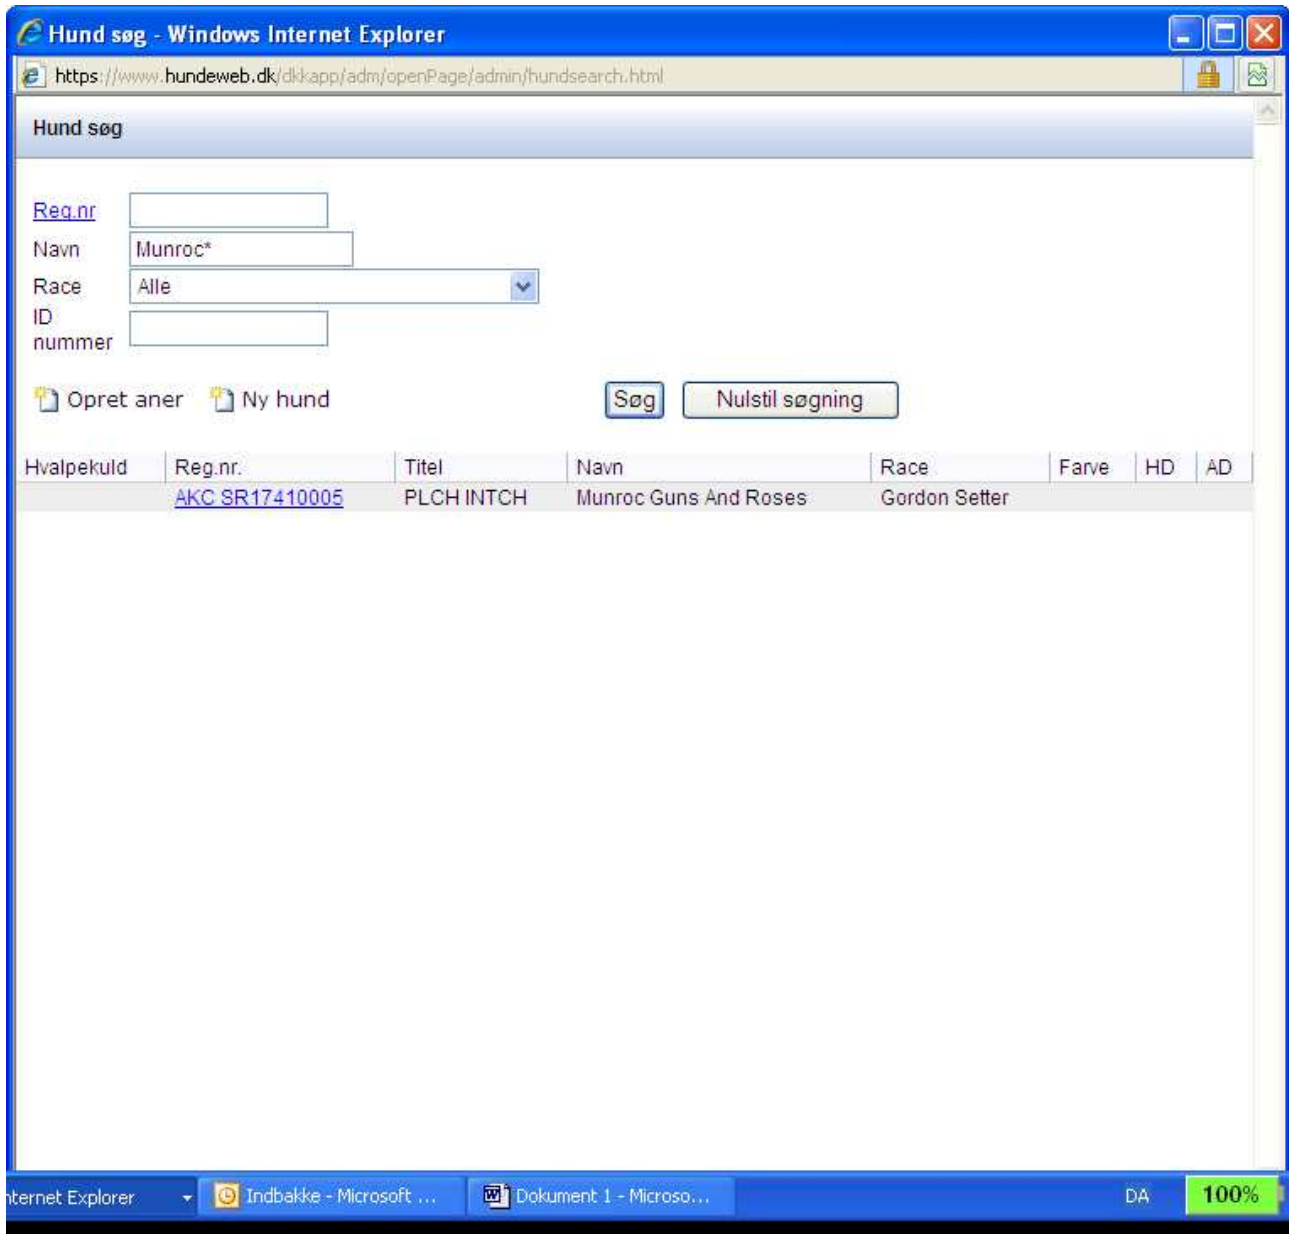 Hund søg - Windows Internet Explorer
https://www.hundeweb.dk/dkkapp/adm/openPage/admin/hundsearch.html
Hund søg
Reg.nr
Navn Munroc*
Race Alle
ID
nummer
Opret aner Ny hund Søg Nulstil søgning
Hvalpekuld Reg.nr. Titel Navn Race Farve HD AD
AKC SR17410005 PLCH INTCH Munroc Guns And Roses Gordon Setter
nternet Explorer Indbakke - Microsoft ... Dokument 1 - Microso... DA 100%